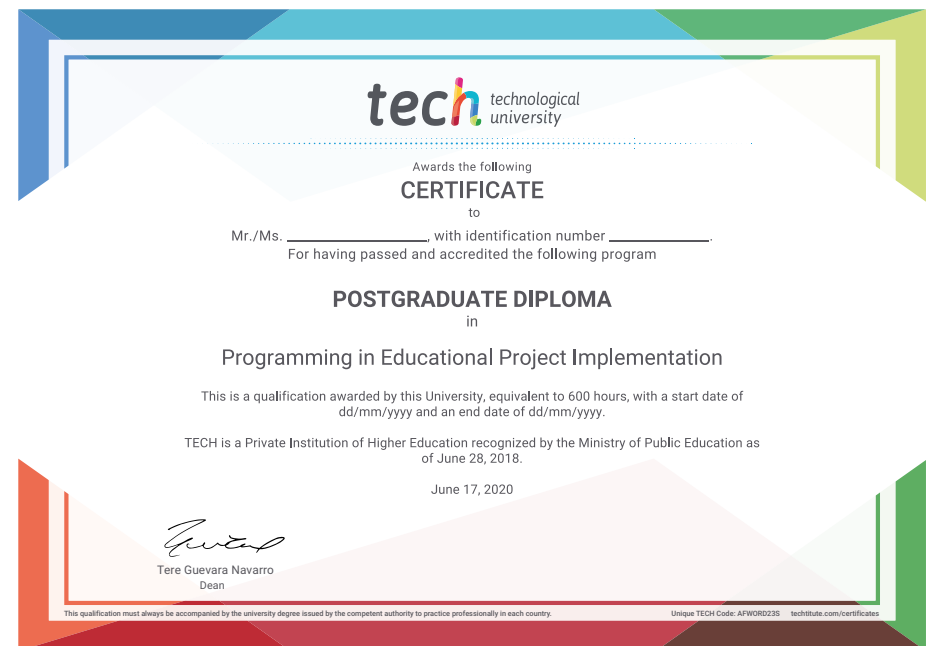 tech technological
university
Awards the following
CERTIFICATE
to
Mr./Ms. ____________________, with identification number ______________.
For having passed and accredited the following program
POSTGRADUATE DIPLOMA
in
Programming in Educational Project Implementation
This is a qualification awarded by this University, equivalent to 600 hours, with a start date of
dd/mm/yyyy and an end date of dd/mm/yyyy.
TECH is a Private Institution of Higher Education recognized by the Ministry of Public Education as
of June 28, 2018.
June 17, 2020
Tere Guevara Navarro
Dean
This qualification must always be accompanied by the university degree issued by the competent authority to practice professionally in each country. Unique TECH Code: AFWORD23S techtitute.com/certificates